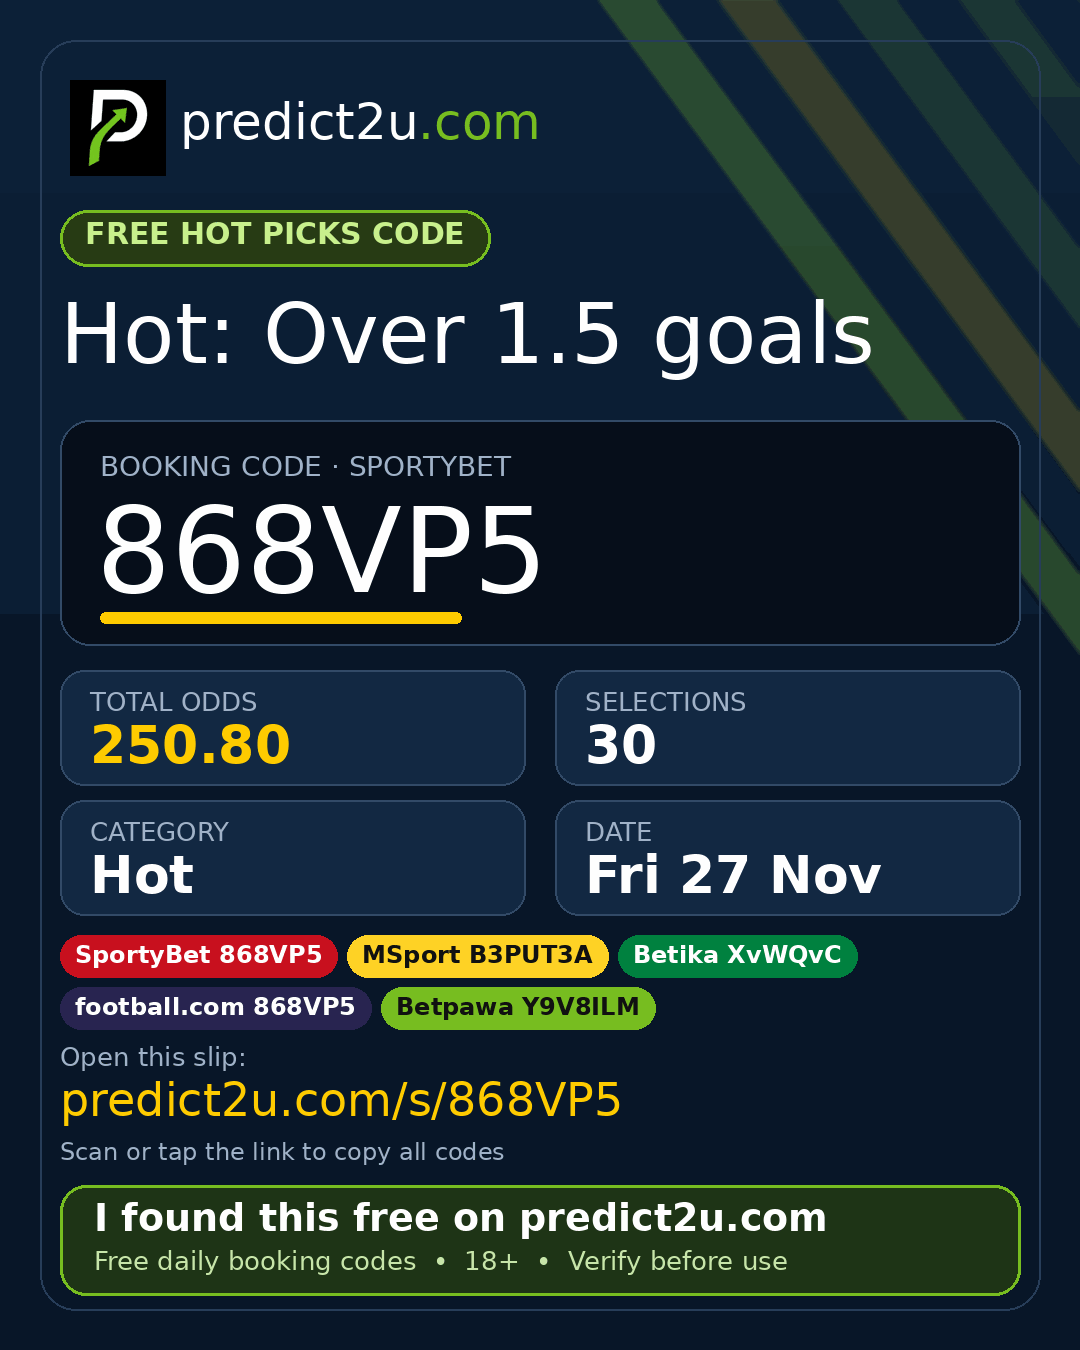 predict2u.com
FREE HOT PICKS CODE
Hot: Over 1.5 goals
BOOKING CODE · SPORTYBET
868VP5
TOTAL ODDS
250.80
SELECTIONS
30
CATEGORY
Hot
DATE
Fri 27 Nov
SportyBet 868VP5
MSport B3PUT3A
Betika XvWQvC
football.com 868VP5
Betpawa Y9V8ILM
Open this slip:
predict2u.com/s/868VP5
Scan or tap the link to copy all codes
I found this free on predict2u.com
Free daily booking codes • 18+ • Verify before use